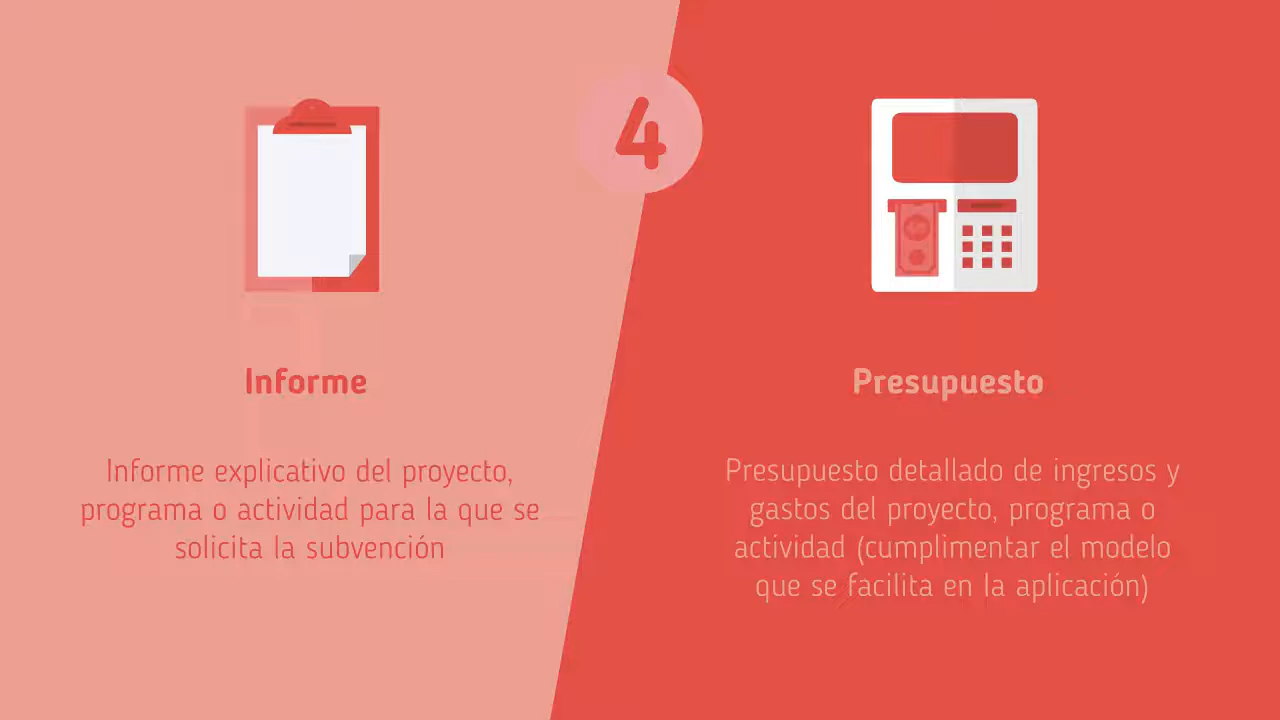 4
Informe
Informe explicativo del proyecto,
programa o actividad para la que se
solicita la subvención
Presupuesto
Presupuesto detallado de ingresos y
gastos del proyecto, programa o
actividad (cumplimentar el modelo
que se facilita en la aplicación)